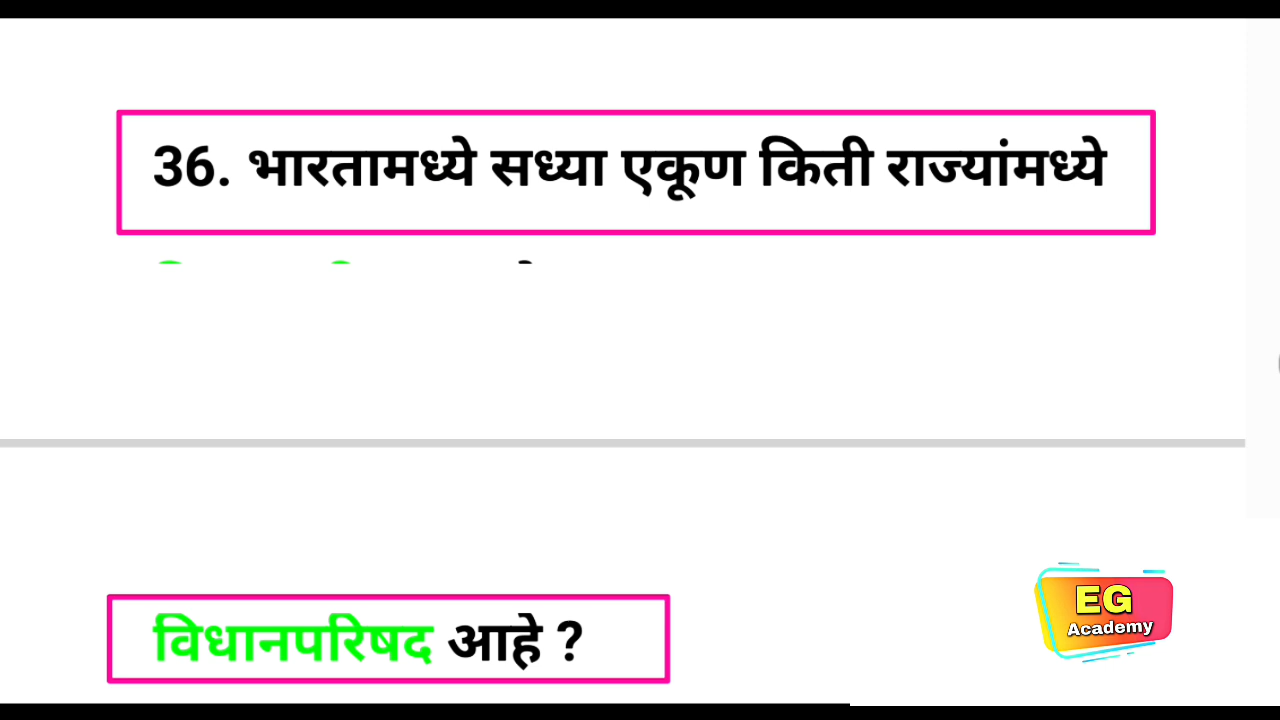 36. भारतामध्ये सध्या एकूण किती राज्यांमध्ये
विधानपरिषद आहे ?
EG
Academy